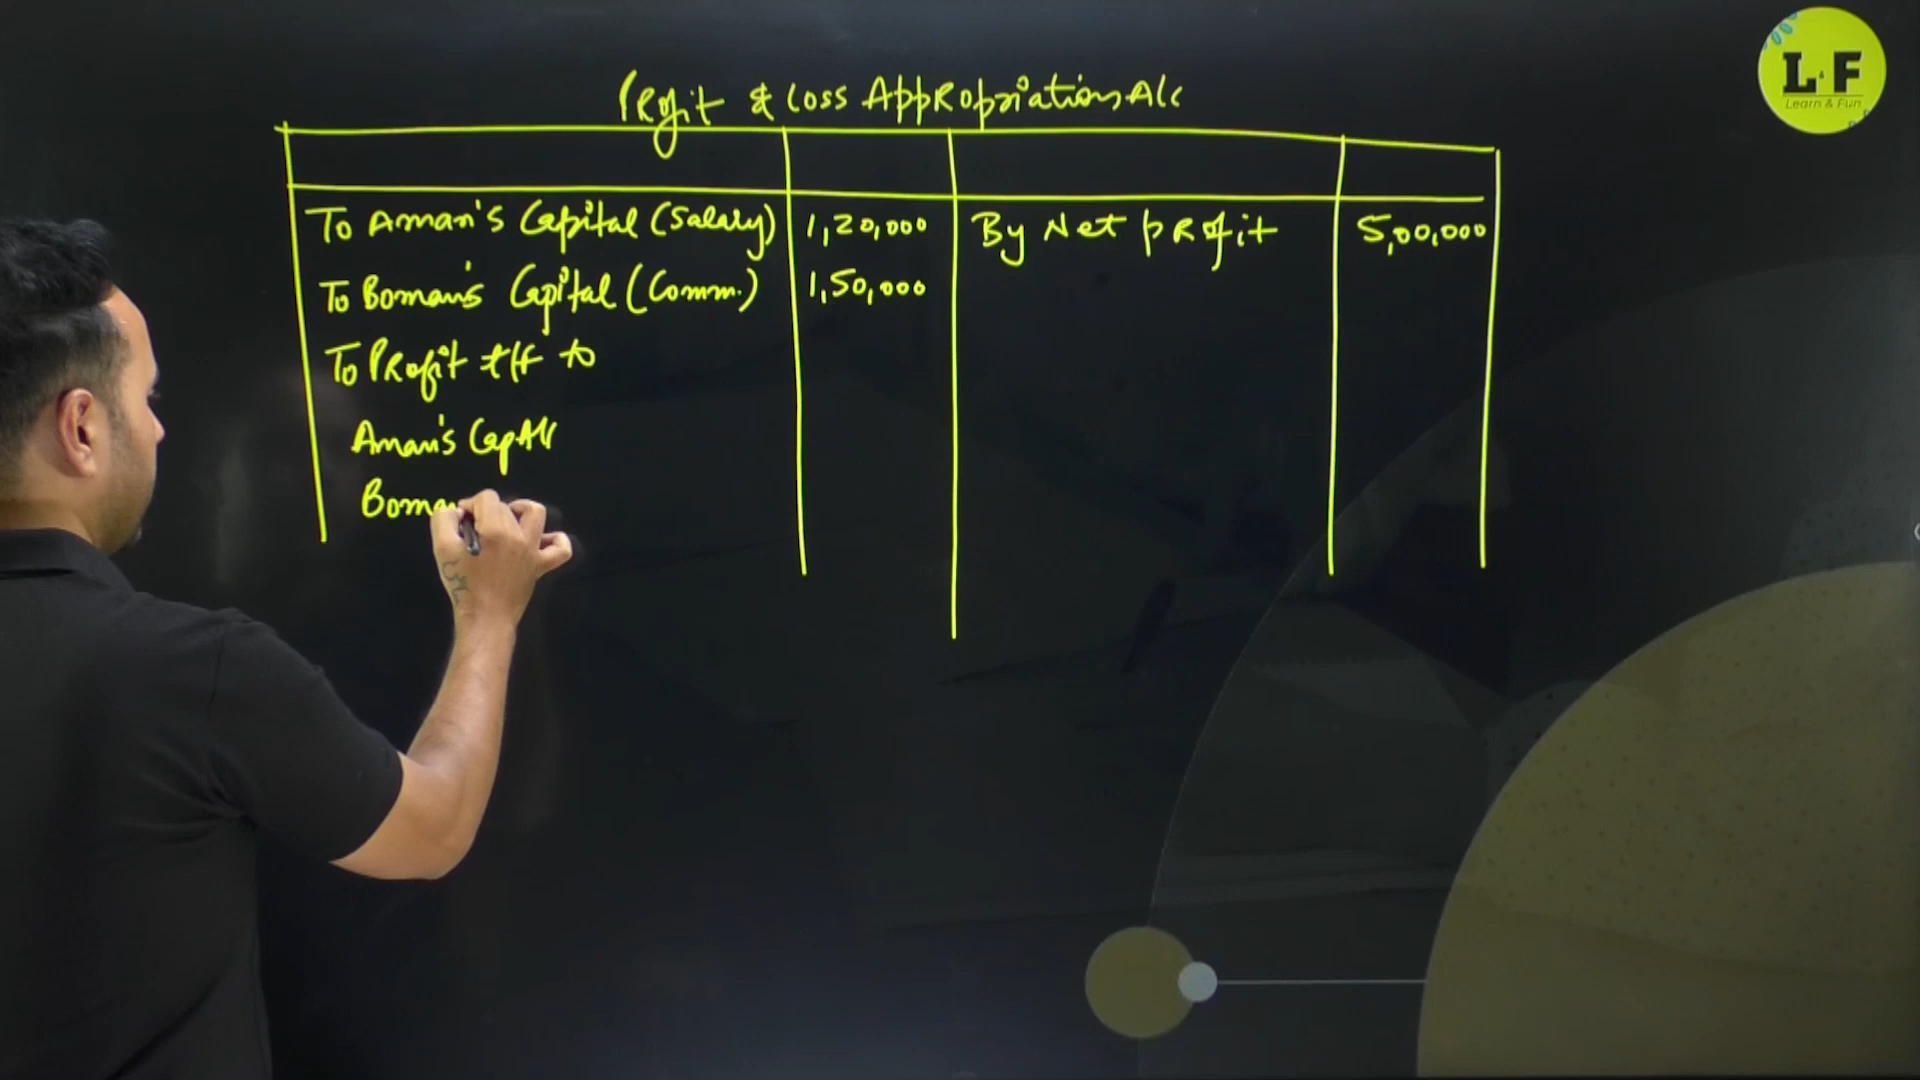 Profit & Loss Appropriation A/c
To Aman's Capital (Salary) 1,20,000 By Net profit 5,00,000
To Boman's Capital (Comm.) 1,50,000
To Profit t/f to
Aman's Cap A/c
Boman
L&F
Learn & Fun